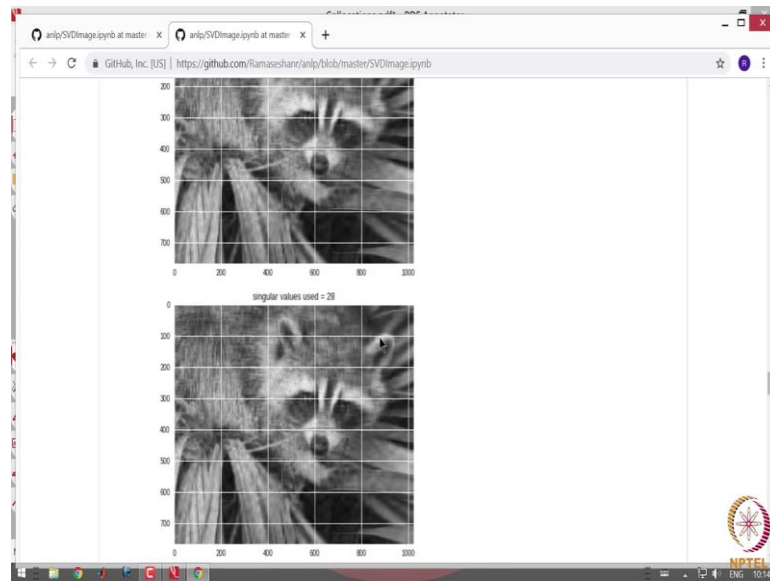 anlp/SVDImage.ipynb at master x anlp/SVDImage.ipynb at master x +
GitHub, Inc. [US] | https://github.com/Ramaseshanr/anlp/blob/master/SVDImage.ipynb
200
300
400
500
600
700
0 200 400 600 800 1000
singular values used = 28
0
100
200
300
400
500
600
700
0 200 400 600 800 1000
NPTEL
ENG 10:14